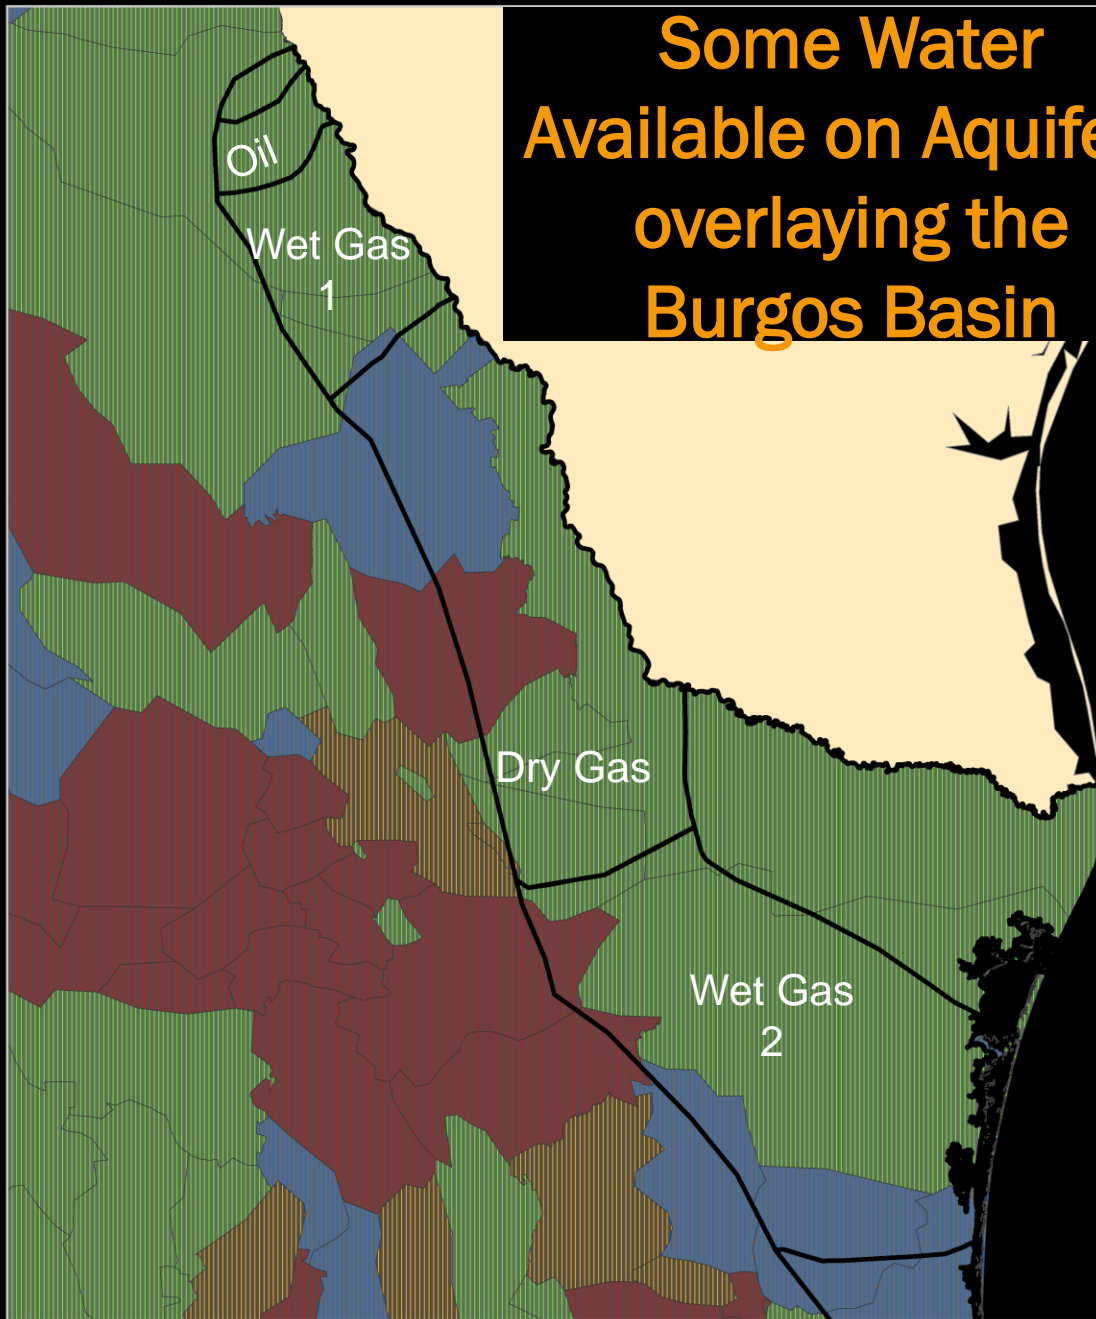 Some Water
Available on Aquife
overlaying the
Burgos Basin
Oil
Wet Gas
1
Dry Gas
Wet Gas
2